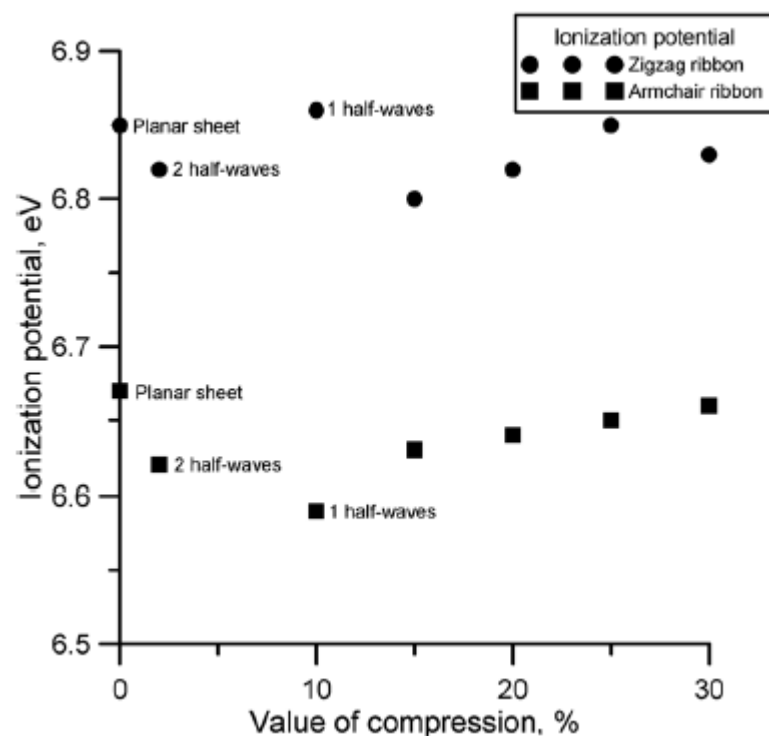 Ionization potential
Zigzag ribbon
Armchair ribbon
6.9
6.8
6.7
6.6
6.5
Ionization potential, eV
Planar sheet
2 half-waves
1 half-waves
Planar sheet
2 half-waves
1 half-waves
0
10
20
30
Value of compression, %